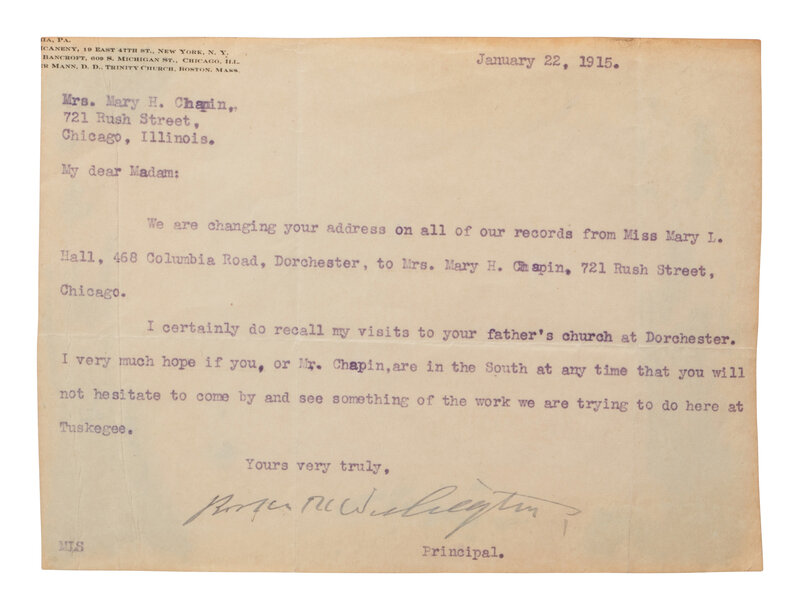 IA, PA.
CANENY, 19 EAST 47TH ST., NEW YORK, N. Y.
BANCROFT, 609 S. MICHIGAN ST., CHICAGO, ILL.
R MANN, D. D., TRINITY CHURCH, BOSTON, MASS.
January 22, 1915.
Mrs. Mary H. Chapin,
721 Rush Street,
Chicago, Illinois.
My dear Madam:
We are changing your address on all of our records from Miss Mary L.
Hall, 468 Columbia Road, Dorchester, to Mrs. Mary H. Chapin, 721 Rush Street,
Chicago.
I certainly do recall my visits to your father's church at Dorchester.
I very much hope if you, or Mr. Chapin,are in the South at any time that you will
not hesitate to come by and see something of the work we are trying to do here at
Tuskegee.
Yours very truly,
Booker T. Washington
Principal.
MLS